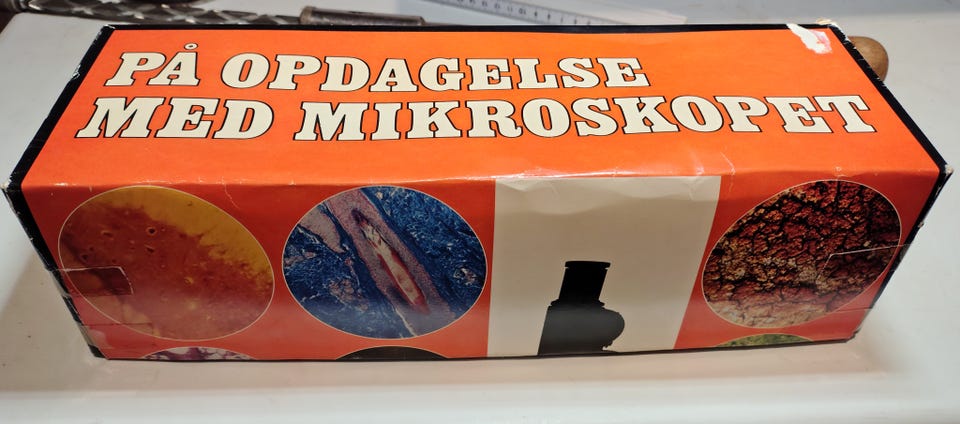 PÅ OPDAGELSE
MED MIKROSKOPET